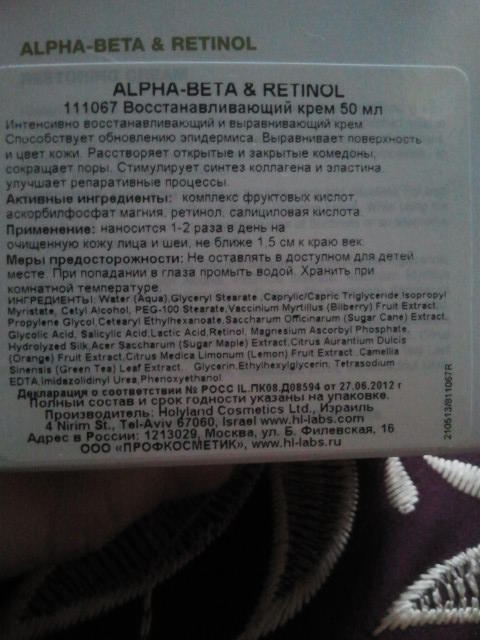 ALPHA-BETA & RETINOL
ALPHA-BETA & RETINOL
111067 Восстанавливающий крем 50 мл
Интенсивно восстанавливающий и выравнивающий крем.
Способствует обновлению эпидермиса. Выравнивает поверхность
и цвет кожи. Растворяет открытые и закрытые комедоны,
сокращает поры. Стимулирует синтез коллагена и эластина,
улучшает репаративные процессы.
Активные ингредиенты: комплекс фруктовых кислот,
аскорбилфосфат магния, ретинол, салициловая кислота.
Применение: наносится 1-2 раза в день на
очищенную кожу лица и шеи, не ближе 1,5 см к краю век.
Меры предосторожности: Не оставлять в доступном для детей
месте. При попадании в глаза промыть водой. Хранить при
комнатной температуре.
ИНГРЕДИЕНТЫ: Water (Aqua),Glyceryl Stearate ,Caprylic/Capric Triglyceride,Isopropyl
Myristate, Cetyl Alcohol, PEG-100 Stearate,Vaccinium Myrtillus (Bilberry) Fruit Extract,
Propylene Glycol,Cetearyl Ethylhexanoate,Saccharum Officinarum (Sugar Cane) Extract,
Glycolic Acid, Salicylic Acid,Lactic Acid,Retinol, Magnesium Ascorbyl Phosphate,
Hydrolyzed Silk,Acer Saccharum (Sugar Maple) Extract,Citrus Aurantium Dulcis
(Orange) Fruit Extract,Citrus Medica Limonum (Lemon) Fruit Extract, Camellia
Sinensis (Green Tea) Leaf Extract, Glycerin,Ethylhexylglycerin, Tetrasodium
EDTA,Imidazolidinyl Urea,Phenoxyethanol.
Декларация о соответствии № РОСС IL.ПК08.Д08594 от 27.06.2012 г
Полный состав и срок годности указаны на упаковке.
Производитель: Holyland Cosmetics Ltd., Израиль
4 Nirim St., Tel-Aviv 67060, Israel www.hl-labs.com
Адрес в России: 1213029, Москва, ул. Б. Филевская, 16
ООО «ПРОФКОСМЕТИК», www.hl-labs.ru
210513/811067R